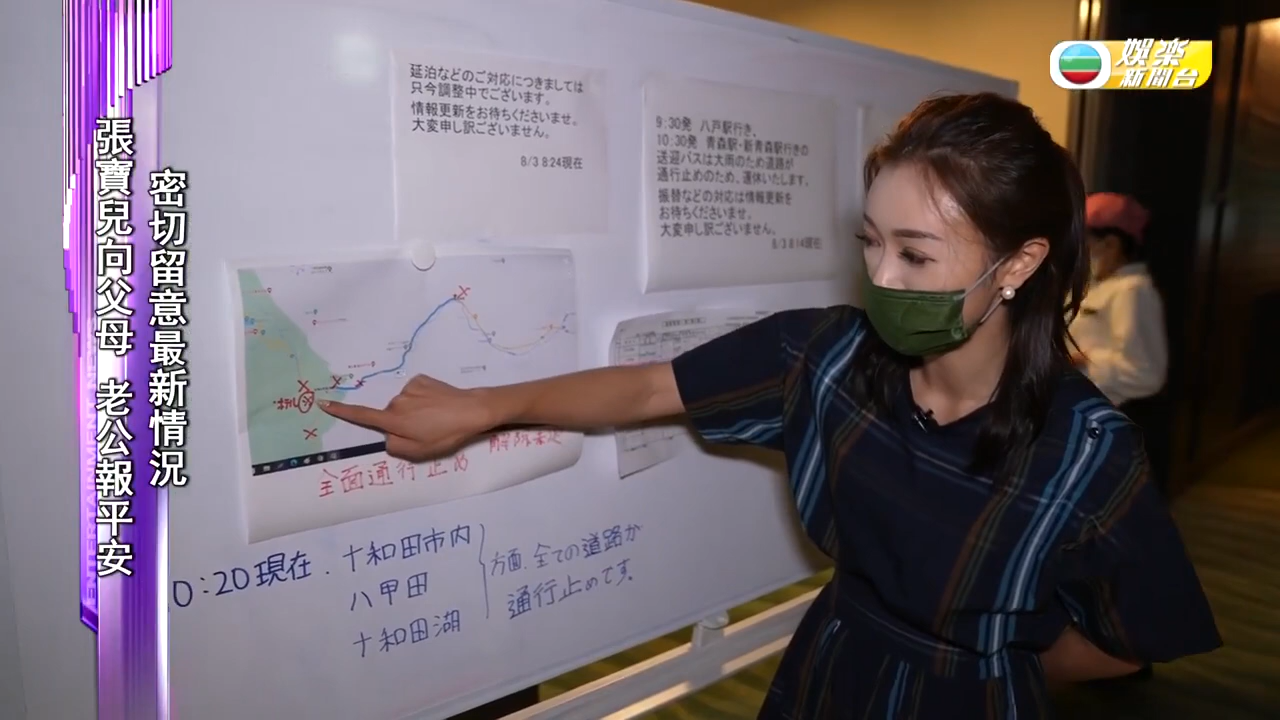 密切留意最新情況
張寶兒向父母 老公報平安
ENTERTAINMENT NEWS
娛樂
新聞台
延泊などのご対応につきましては
只今調整中でございます。
情報更新をお待ちくださいませ。
大変申し訳ございません。
8/3 8:24現在
9:30発 八戸駅行き、
10:30発 青森駅・新青森駅行きの
送迎バスは大雨のため道路が
通行止めのため、運休いたします。
振替などの対応は情報更新を
お待ちくださいませ。
大変申し訳ございません。
8/3 8:14現在
ホテル
全面通行止め
0:20現在.
十和田市内
八甲田
十和田湖
方面、全ての道路が
通行止めです。